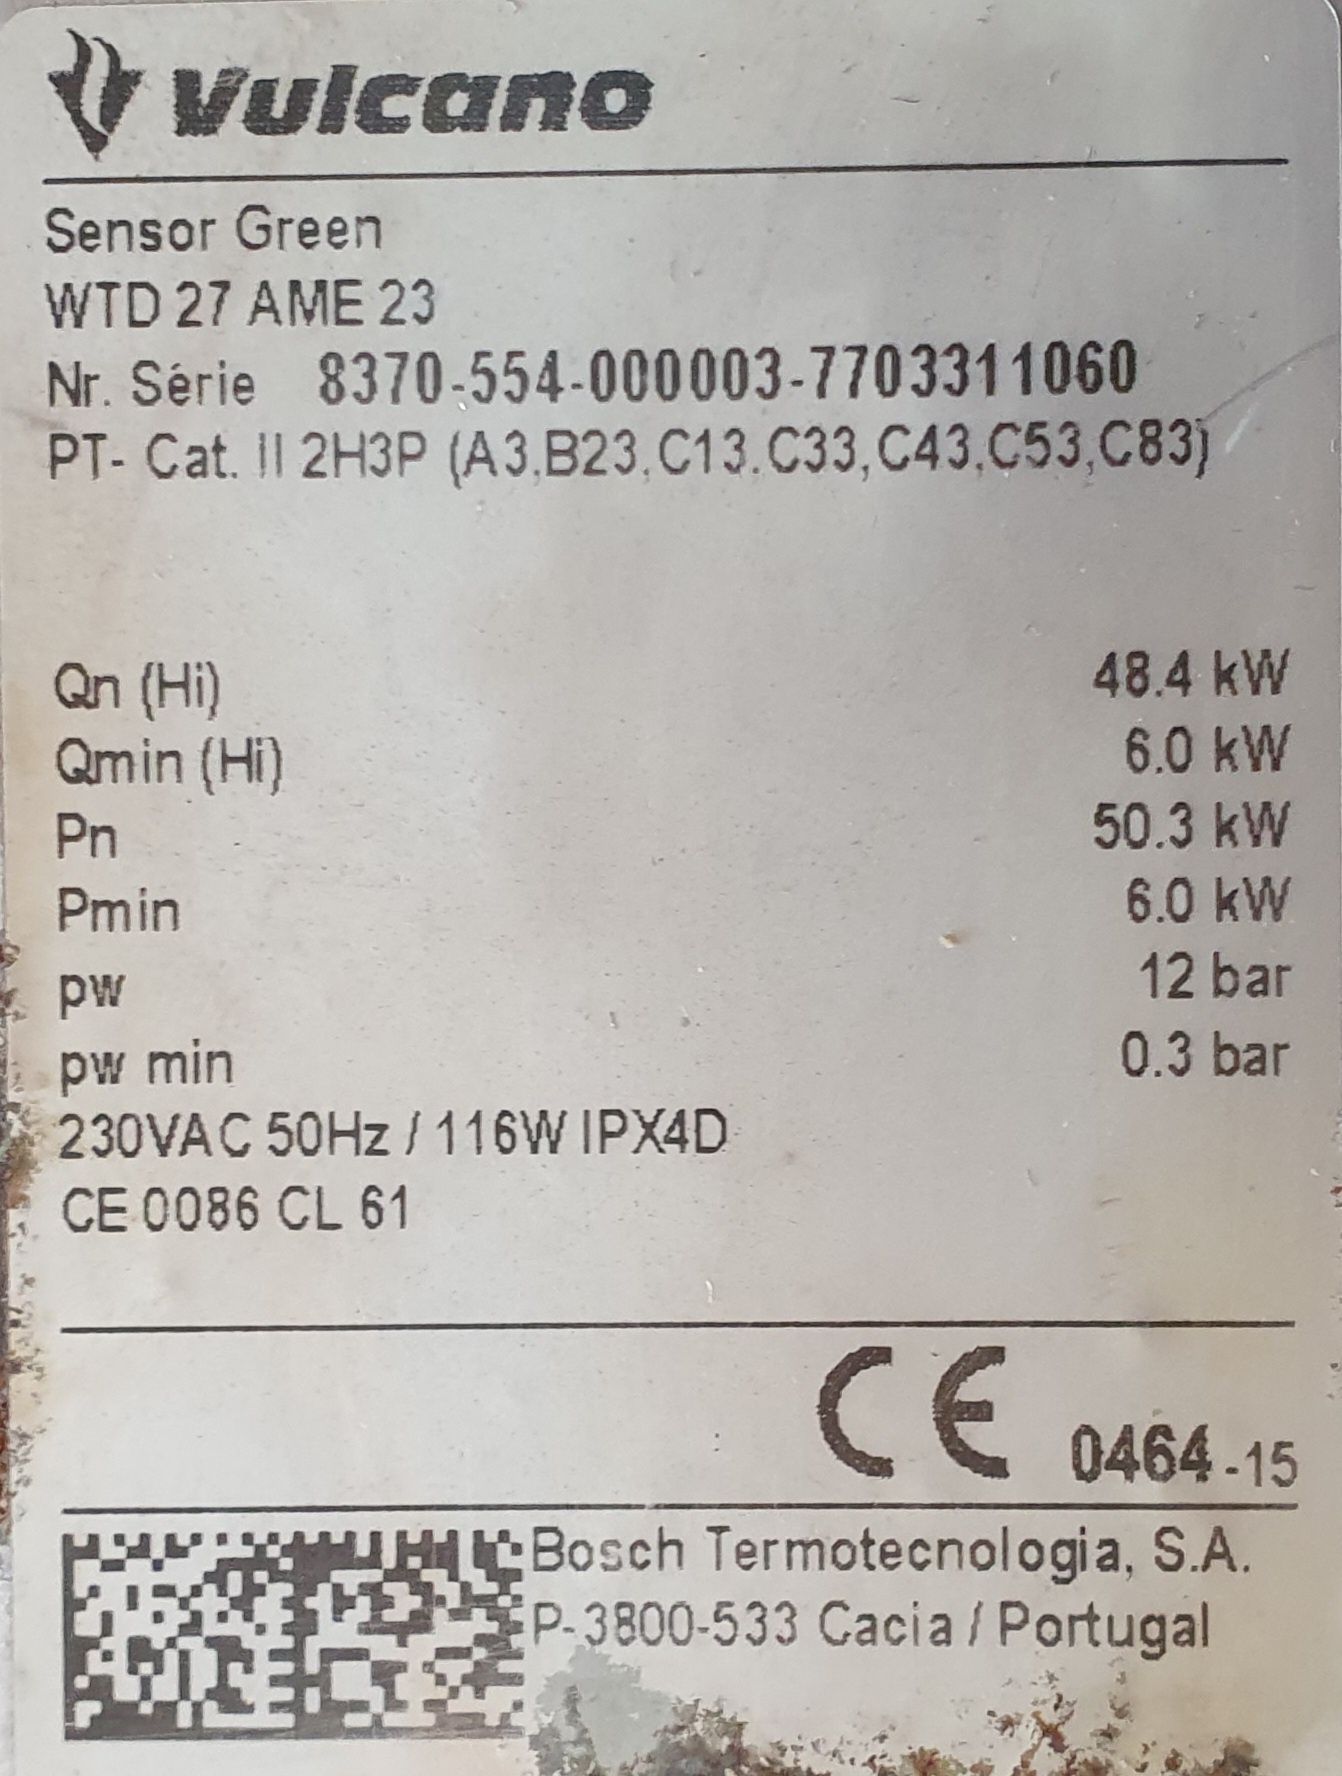 Vulcano
Sensor Green
WTD 27 AME 23
Nr. Série 8370-554-000003-7703311060
PT- Cat. II 2H3P (A3,B23,C13,C33,C43,C53,C83)
Qn (Hi) 48.4 kW
Qmin (Hi) 6.0 kW
Pn 50.3 kW
Pmin 6.0 kW
pw 12 bar
pw min 0.3 bar
230VAC 50Hz / 116W IPX4D
CE 0086 CL 61
CE 0464-15
Bosch Termotecnologia, S.A.
P-3800-533 Cacia / Portugal